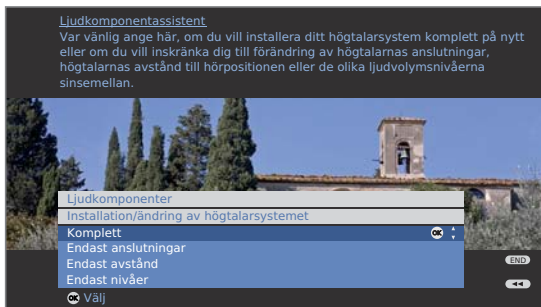 Ljudkomponentassistent
Var vänlig ange här, om du vill installera ditt högtalarsystem komplett på nytt
eller om du vill inskränka dig till förändring av högtalarnas anslutningar,
högtalarnas avstånd till hörpositionen eller de olika ljudvolymsnivåerna
sinsemellan.
Ljudkomponenter
Installation/ändring av högtalarsystemet
Komplett OK
Endast anslutningar
Endast avstånd
Endast nivåer
END
OK Välj